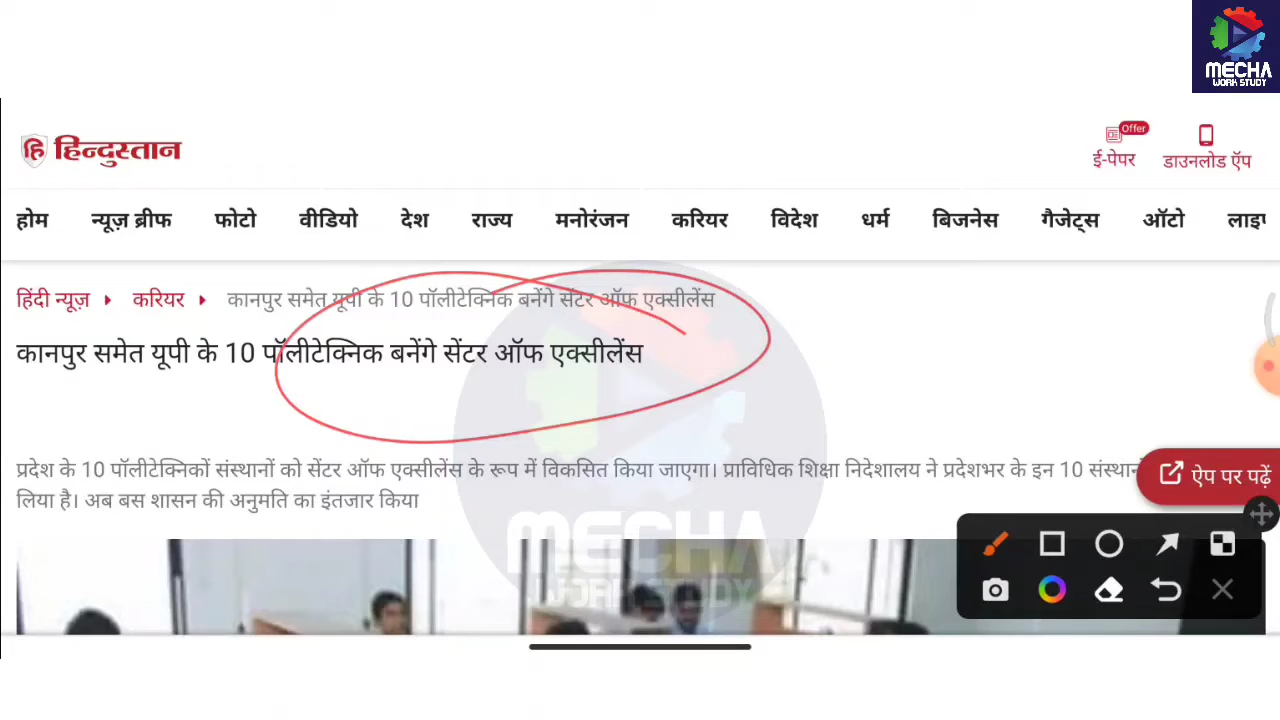 MECHA
WORK STUDY
हि हिन्दुस्तान
Offer
ई-पेपर
डाउनलोड ऍप
होम न्यूज़ ब्रीफ फोटो वीडियो देश राज्य मनोरंजन करियर विदेश धर्म बिजनेस गैजेट्स ऑटो
हिंदी न्यूज़ करियर कानपुर समेत यूपी के 10 पॉलीटेक्निक बनेंगे सेंटर ऑफ एक्सीलेंस
कानपुर समेत यूपी के 10 पॉलीटेक्निक बनेंगे सेंटर ऑफ एक्सीलेंस
प्रदेश के 10 पॉलीटेक्निकों संस्थानों को सेंटर ऑफ एक्सीलेंस के रूप में विकसित किया जाएगा। प्राविधिक शिक्षा निदेशालय ने प्रदेशभर के इन 10
ऐप पर पढ़ें
लिया है। अब बस शासन की अनुमति का इंतजार किया
MECHA
WORK STUDY